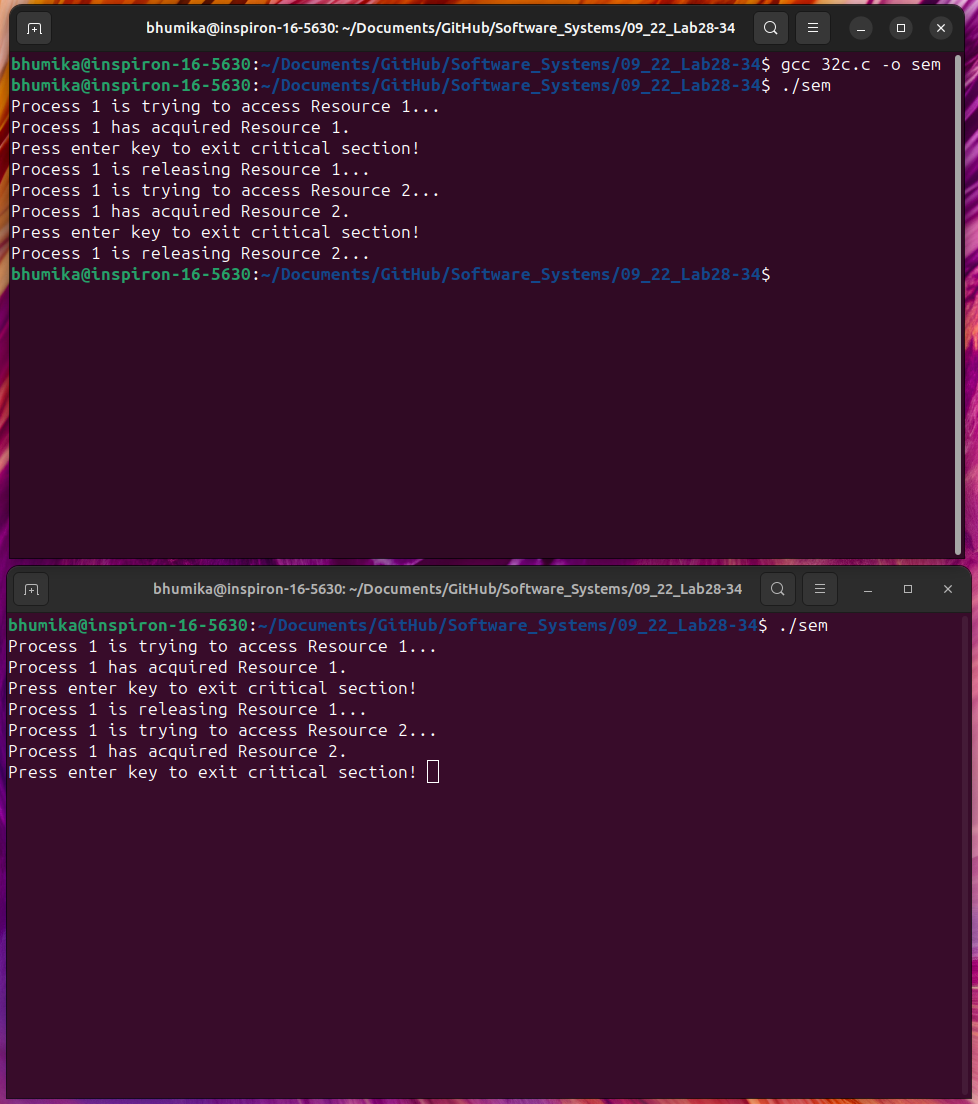 bhumika@inspiron-16-5630: ~/Documents/GitHub/Software_Systems/09_22_Lab28-34
bhumika@inspiron-16-5630:~/Documents/GitHub/Software_Systems/09_22_Lab28-34$ gcc 32c.c -o sem
bhumika@inspiron-16-5630:~/Documents/GitHub/Software_Systems/09_22_Lab28-34$ ./sem
Process 1 is trying to access Resource 1...
Process 1 has acquired Resource 1.
Press enter key to exit critical section!
Process 1 is releasing Resource 1...
Process 1 is trying to access Resource 2...
Process 1 has acquired Resource 2.
Press enter key to exit critical section!
Process 1 is releasing Resource 2...
bhumika@inspiron-16-5630:~/Documents/GitHub/Software_Systems/09_22_Lab28-34$
bhumika@inspiron-16-5630: ~/Documents/GitHub/Software_Systems/09_22_Lab28-34
bhumika@inspiron-16-5630:~/Documents/GitHub/Software_Systems/09_22_Lab28-34$ ./sem
Process 1 is trying to access Resource 1...
Process 1 has acquired Resource 1.
Press enter key to exit critical section!
Process 1 is releasing Resource 1...
Process 1 is trying to access Resource 2...
Process 1 has acquired Resource 2.
Press enter key to exit critical section!